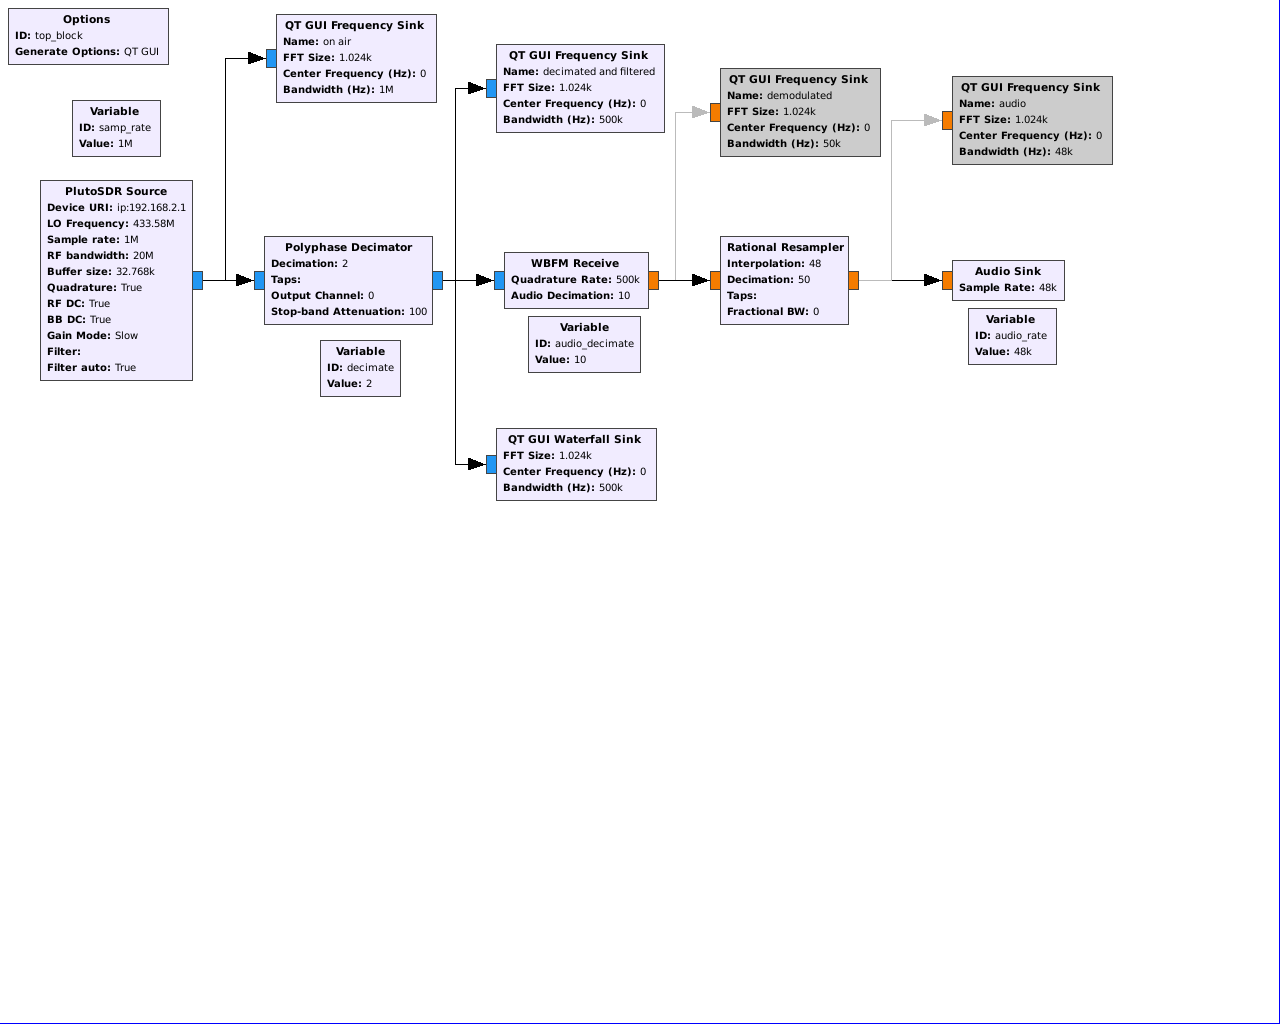 Options
ID: top_block
Generate Options: QT GUI
Variable
ID: samp_rate
Value: 1M
PlutoSDR Source
Device URI: ip:192.168.2.1
LO Frequency: 433.58M
Sample rate: 1M
RF bandwidth: 20M
Buffer size: 32.768k
Quadrature: True
RF DC: True
BB DC: True
Gain Mode: Slow
Filter:
Filter auto: True
QT GUI Frequency Sink
Name: on air
FFT Size: 1.024k
Center Frequency (Hz): 0
Bandwidth (Hz): 1M
Polyphase Decimator
Decimation: 2
Taps:
Output Channel: 0
Stop-band Attenuation: 100
Variable
ID: decimate
Value: 2
QT GUI Frequency Sink
Name: decimated and filtered
FFT Size: 1.024k
Center Frequency (Hz): 0
Bandwidth (Hz): 500k
WBFM Receive
Quadrature Rate: 500k
Audio Decimation: 10
Variable
ID: audio_decimate
Value: 10
QT GUI Waterfall Sink
FFT Size: 1.024k
Center Frequency (Hz): 0
Bandwidth (Hz): 500k
QT GUI Frequency Sink
Name: demodulated
FFT Size: 1.024k
Center Frequency (Hz): 0
Bandwidth (Hz): 50k
Rational Resampler
Interpolation: 48
Decimation: 50
Taps:
Fractional BW: 0
QT GUI Frequency Sink
Name: audio
FFT Size: 1.024k
Center Frequency (Hz): 0
Bandwidth (Hz): 48k
Audio Sink
Sample Rate: 48k
Variable
ID: audio_rate
Value: 48k